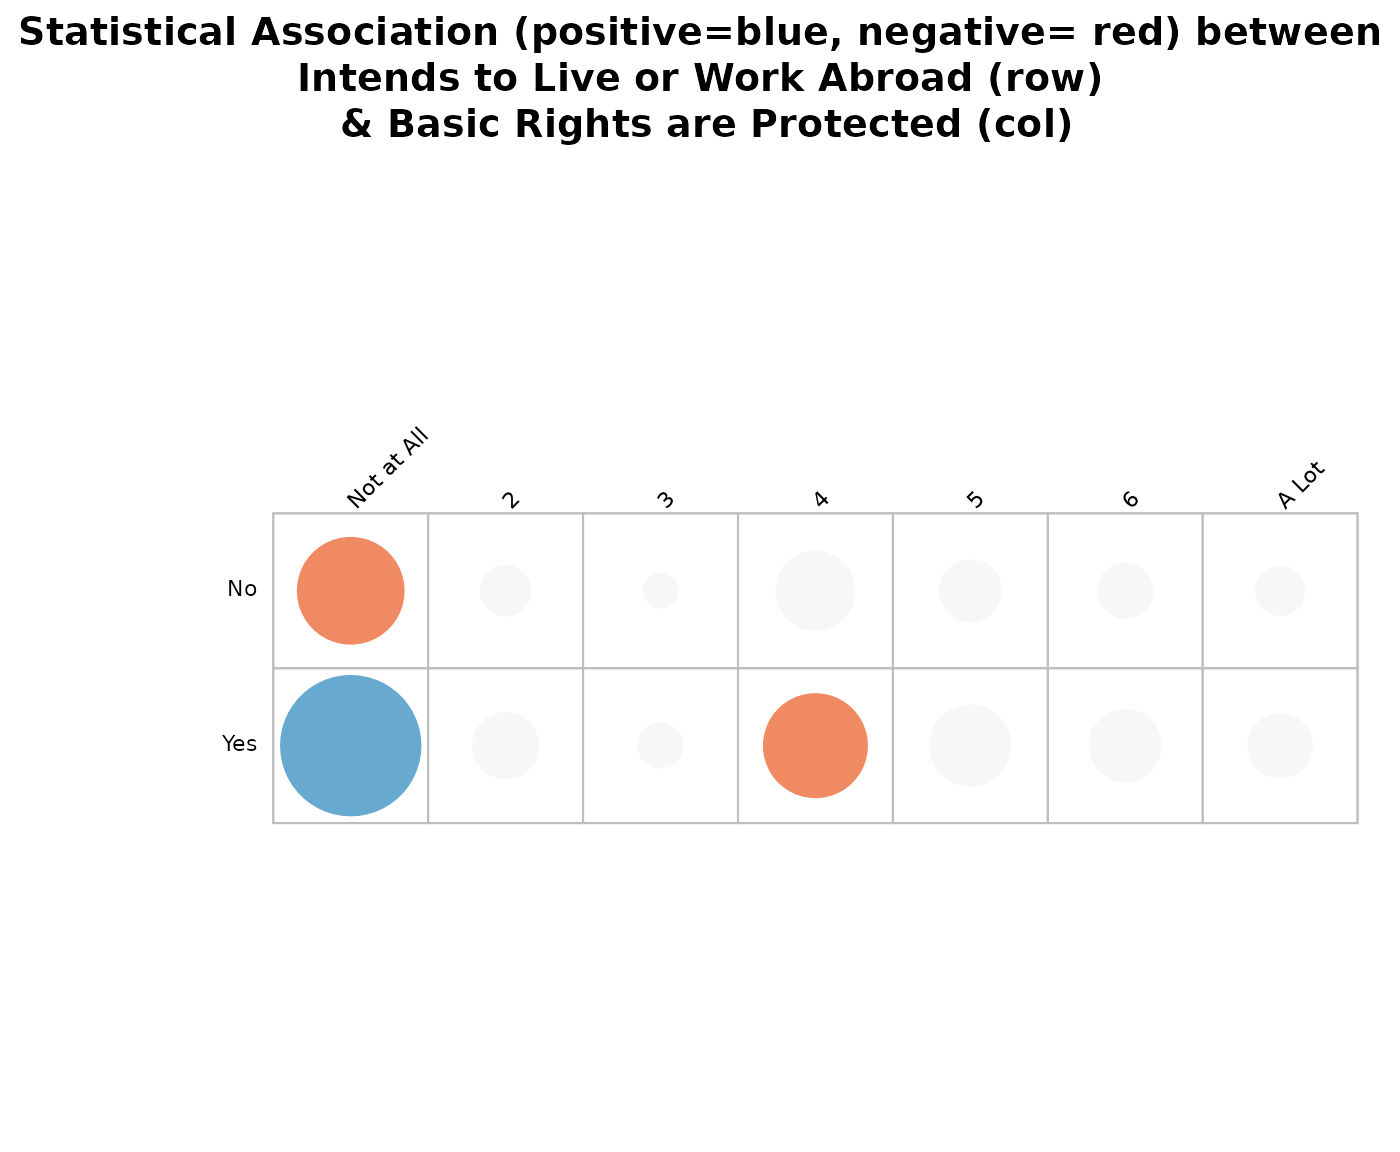 Statistical Association (positive=blue, negative= red) between
Intends to Live or Work Abroad (row)
& Basic Rights are Protected (col)
Not at All
2
3
4
5
6
A Lot
No
Yes